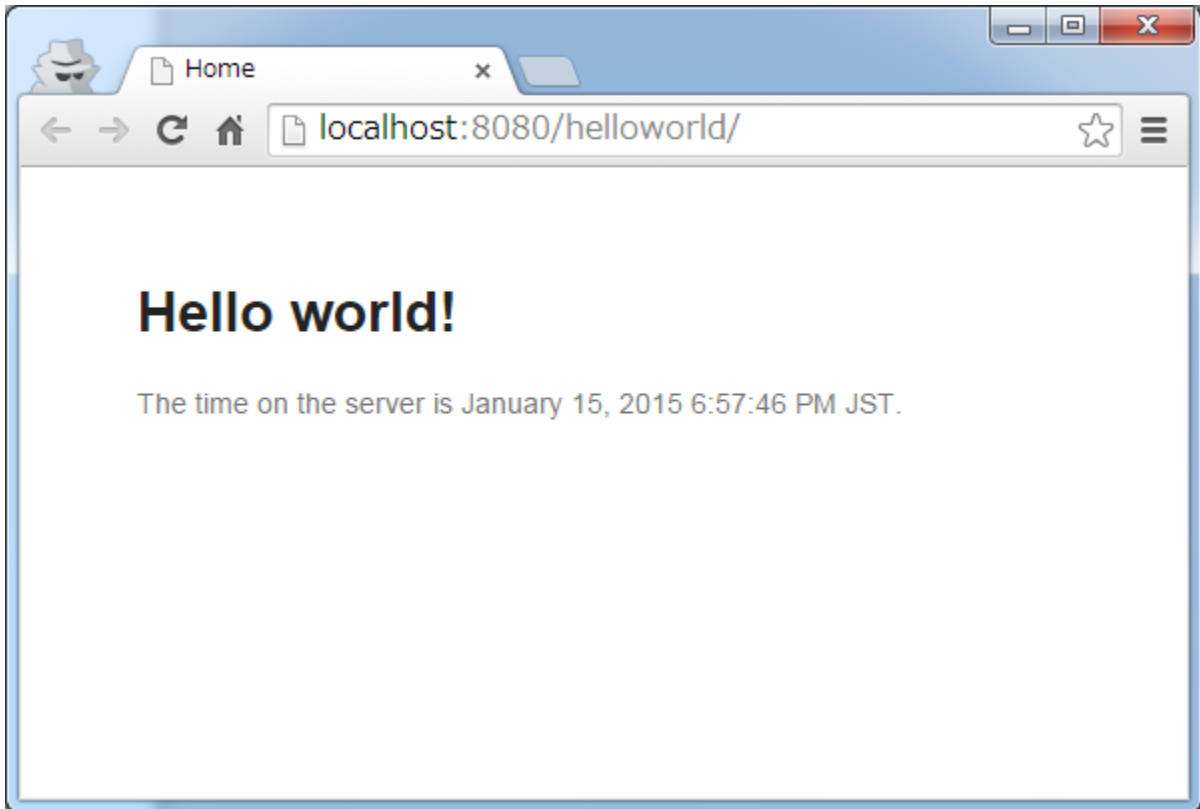 Home
localhost:8080/helloworld/
Hello world!
The time on the server is January 15, 2015 6:57:46 PM JST.